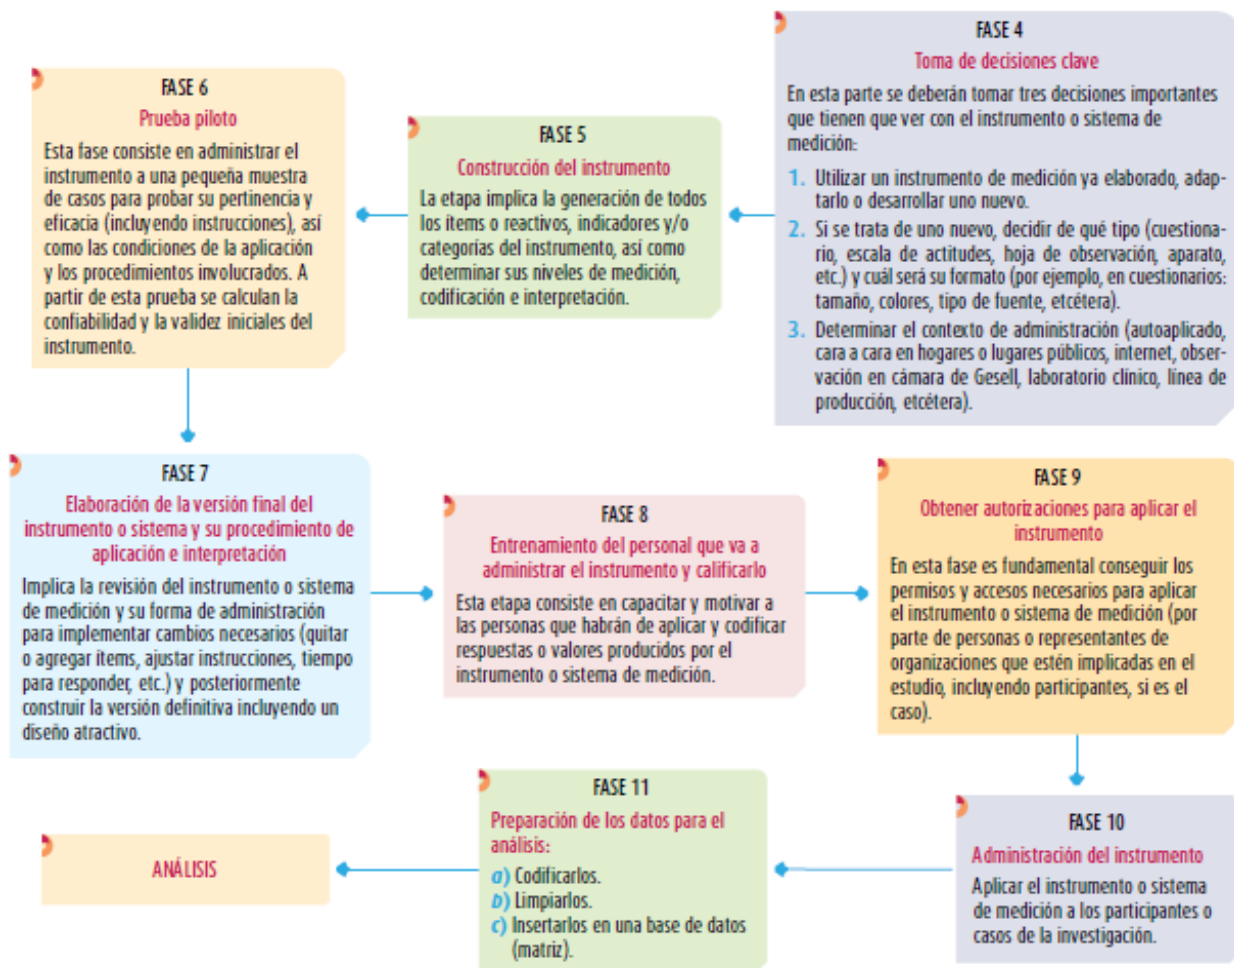 FASE 4
Toma de decisiones clave
En esta parte se deberán tomar tres decisiones importantes
que tienen que ver con el instrumento o sistema de
medición:
1. Utilizar un instrumento de medición ya elaborado, adap-
tarlo o desarrollar uno nuevo.
2. Si se trata de uno nuevo, decidir de qué tipo (cuestiona-
rio, escala de actitudes, hoja de observación, aparato,
etc.) y cuál será su formato (por ejemplo, en cuestionarios:
tamaño, colores, tipo de fuente, etcétera).
3. Determinar el contexto de administración (autoaplicado,
cara a cara en hogares o lugares públicos, internet, obser-
vación en cámara de Gesell, laboratorio clínico, línea de
producción, etcétera).
FASE 5
Construcción del instrumento
La etapa implica la generación de todos
los ítems o reactivos, indicadores y/o
categorías del instrumento, así como
determinar sus niveles de medición,
codificación e interpretación.
FASE 6
Prueba piloto
Esta fase consiste en administrar el
instrumento a una pequeña muestra
de casos para probar su pertinencia y
eficacia (incluyendo instrucciones), así
como las condiciones de la aplicación
y los procedimientos involucrados. A
partir de esta prueba se calculan la
confiabilidad y la validez iniciales del
instrumento.
FASE 7
Elaboración de la versión final del
instrumento o sistema y su procedimiento de
aplicación e interpretación
Implica la revisión del instrumento o sistema
de medición y su forma de administración
para implementar cambios necesarios (quitar
o agregar ítems, ajustar instrucciones, tiempo
para responder, etc.) y posteriormente
construir la versión definitiva incluyendo un
diseño atractivo.
FASE 8
Entrenamiento del personal que va a
administrar el instrumento y calificarlo
Esta etapa consiste en capacitar y motivar a
las personas que habrán de aplicar y codificar
respuestas o valores producidos por el
instrumento o sistema de medición.
FASE 9
Obtener autorizaciones para aplicar el
instrumento
En esta fase es fundamental conseguir los
permisos y accesos necesarios para aplicar
el instrumento o sistema de medición (por
parte de personas o representantes de
organizaciones que estén implicadas en el
estudio, incluyendo participantes, si es el
caso).
FASE 10
Administración del instrumento
Aplicar el instrumento o sistema
de medición a los participantes o
casos de la investigación.
FASE 11
Preparación de los datos para el
análisis:
a) Codificarlos.
b) Limpiarlos.
c) Insertarlos en una base de datos
(matriz).
ANÁLISIS